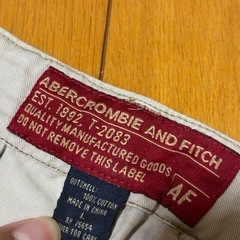 ABERCROMBIE AND FITCH
EST. 1892. T-2083
QUALITY MANUFACTURED GOODS
DO NOT REMOVE THIS LABEL
AF
L
OUTSHELL:
100% COTTON
MADE IN CHINA